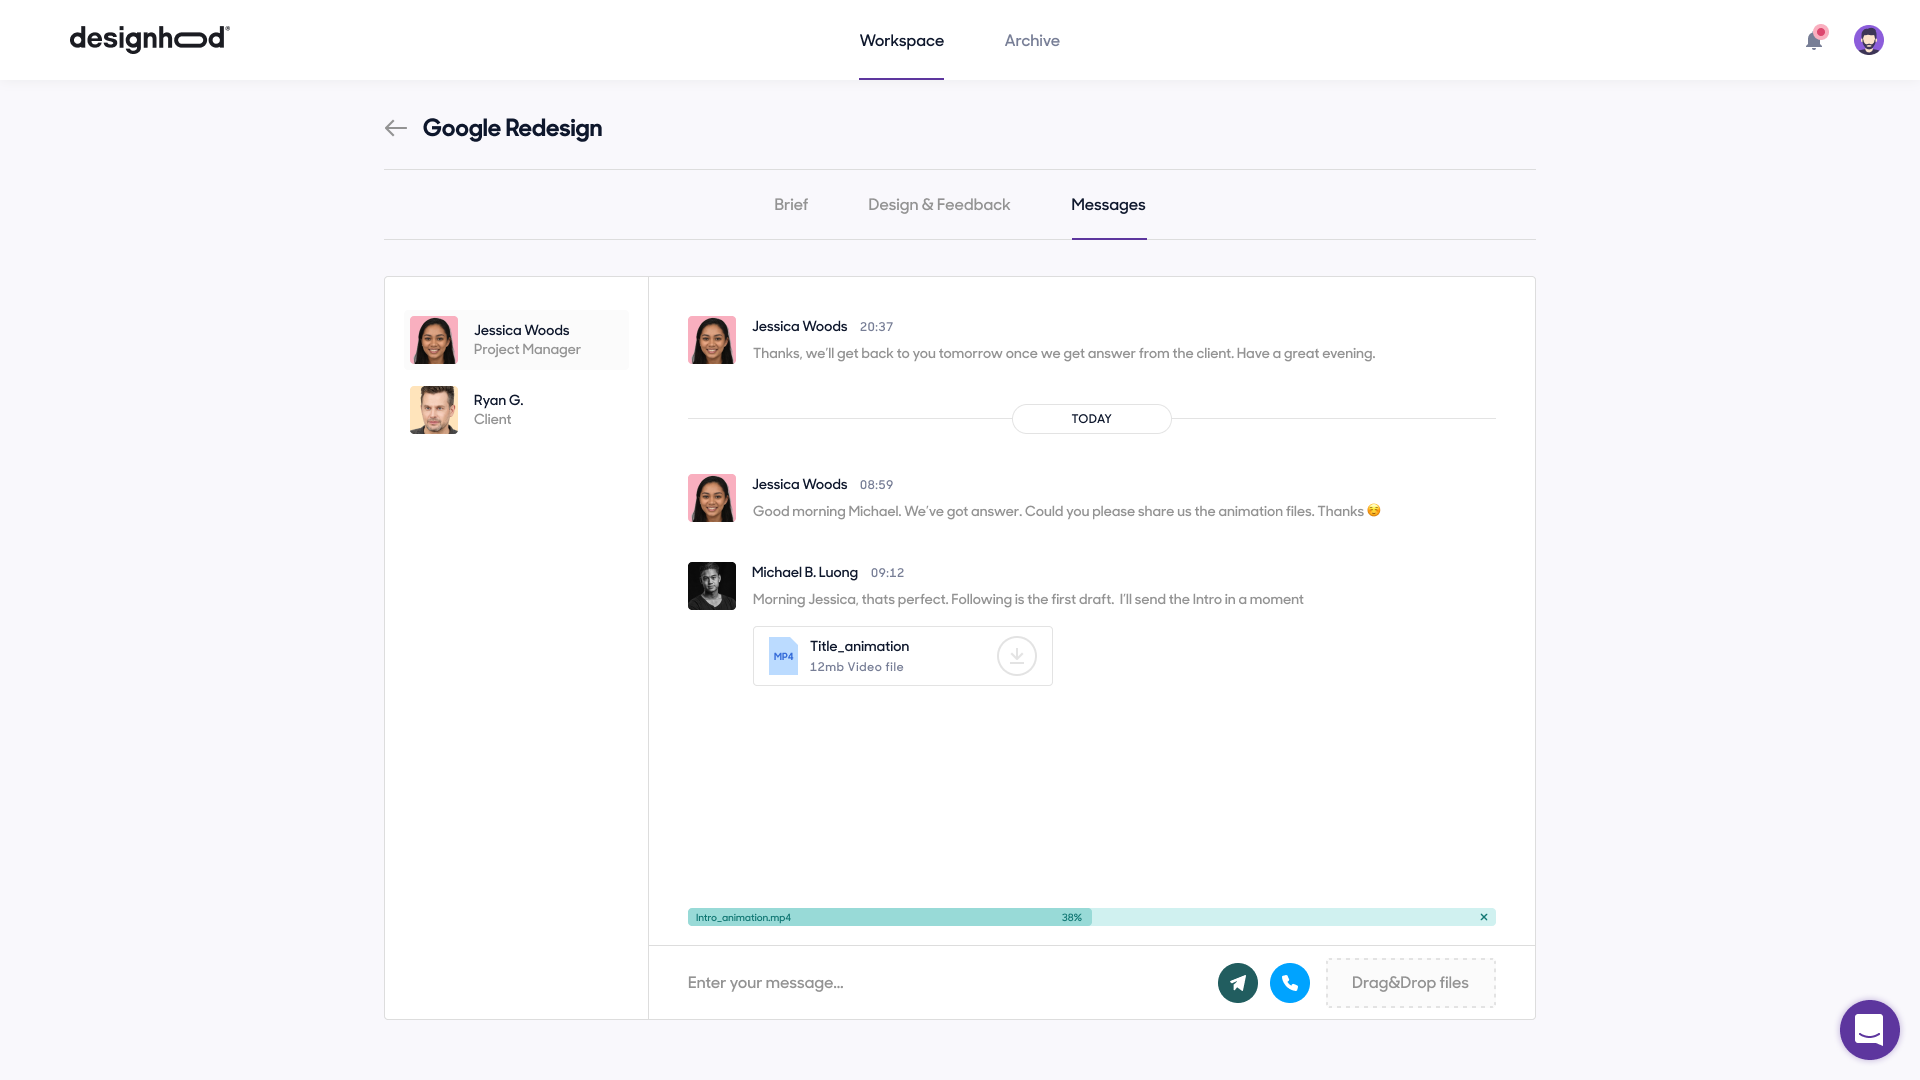 designhood®
Workspace
Archive
Google Redesign
Brief
Design & Feedback
Messages
Jessica Woods
Project Manager
Ryan G.
Client
Jessica Woods 20:37
Thanks, we'll get back to you tomorrow once we get answer from the client. Have a great evening.
TODAY
Jessica Woods 08:59
Good morning Michael. We've got answer. Could you please share us the animation files. Thanks ☺️
Michael B. Luong 09:12
Morning Jessica, thats perfect. Following is the first draft. I'll send the Intro in a moment
MP4
Title_animation
12mb Video file
Intro_animation.mp4 38%
Enter your message...
Drag&Drop files